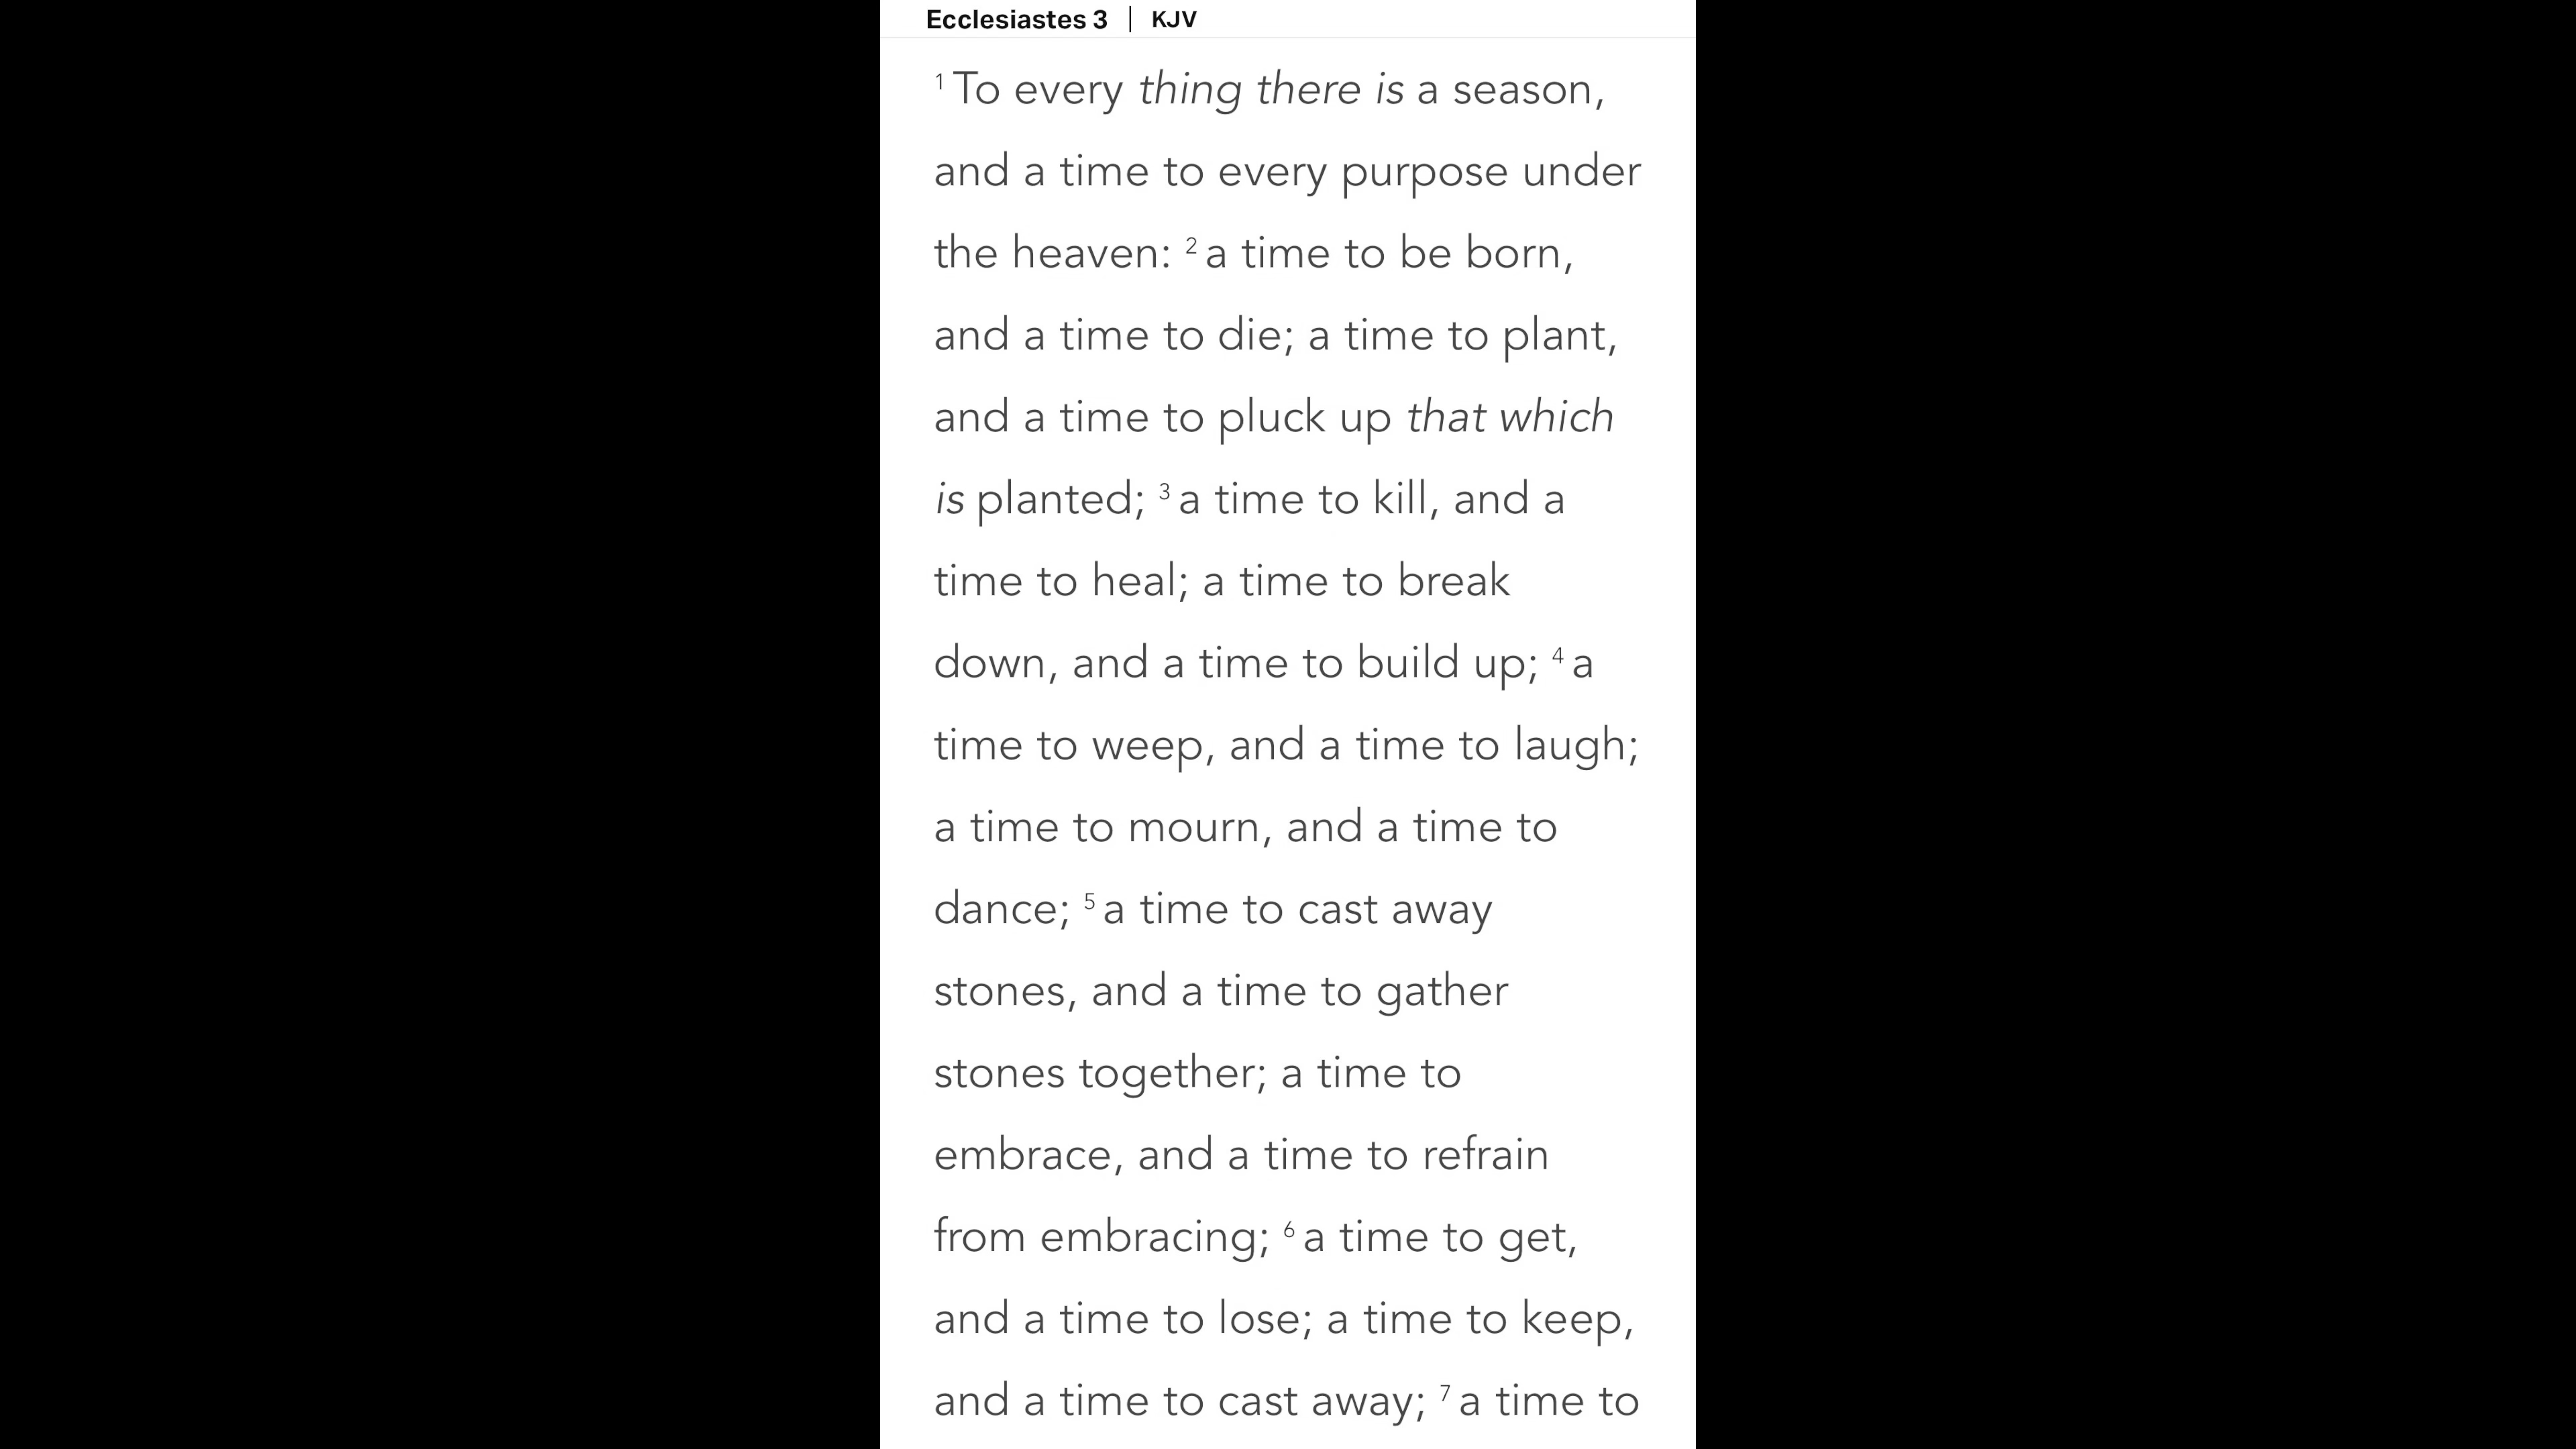 Ecclesiastes 3 | KJV
1 To every thing there is a season,
and a time to every purpose under
the heaven: 2 a time to be born,
and a time to die; a time to plant,
and a time to pluck up that which
is planted; 3 a time to kill, and a
time to heal; a time to break
down, and a time to build up; 4 a
time to weep, and a time to laugh;
a time to mourn, and a time to
dance; 5 a time to cast away
stones, and a time to gather
stones together; a time to
embrace, and a time to refrain
from embracing; 6 a time to get,
and a time to lose; a time to keep,
and a time to cast away; 7 a time to